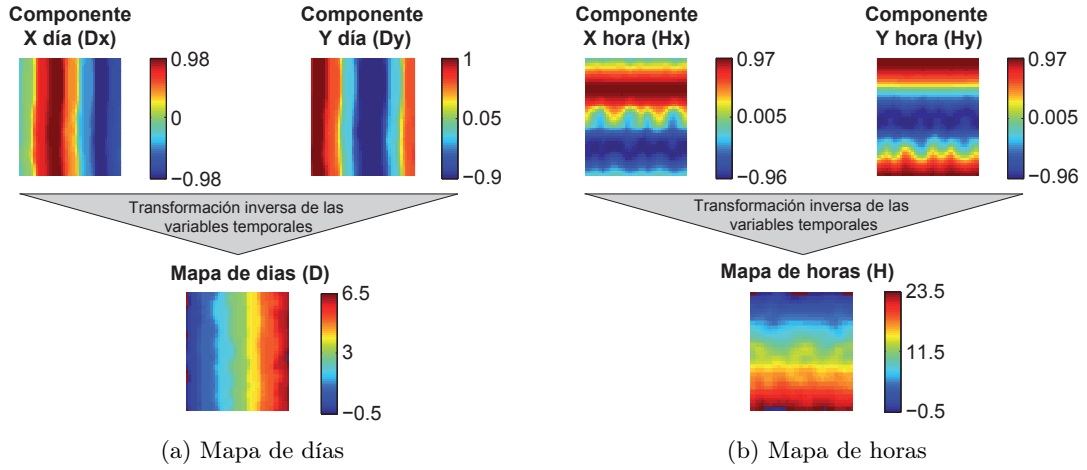 Componente
X día (Dx)
0.98
0
−0.98
Componente
Y día (Dy)
1
0.05
−0.9
Transformación inversa de las
variables temporales
Mapa de dias (D)
6.5
3
−0.5
(a) Mapa de días
Componente
X hora (Hx)
0.97
0.005
−0.96
Componente
Y hora (Hy)
0.97
0.005
−0.96
Transformación inversa de las
variables temporales
Mapa de horas (H)
23.5
11.5
−0.5
(b) Mapa de horas